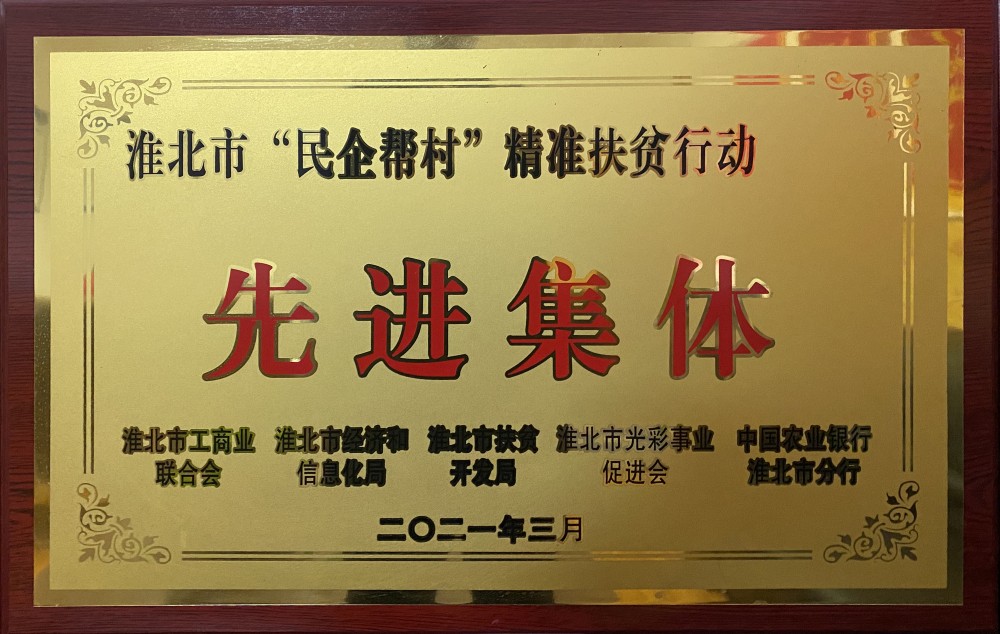 淮北市“民企帮村”精准扶贫行动
先进集体
淮北市工商业联合会
淮北市经济和信息化局
淮北市扶贫开发局
淮北市光彩事业促进会
中国农业银行淮北市分行
二〇二一年三月